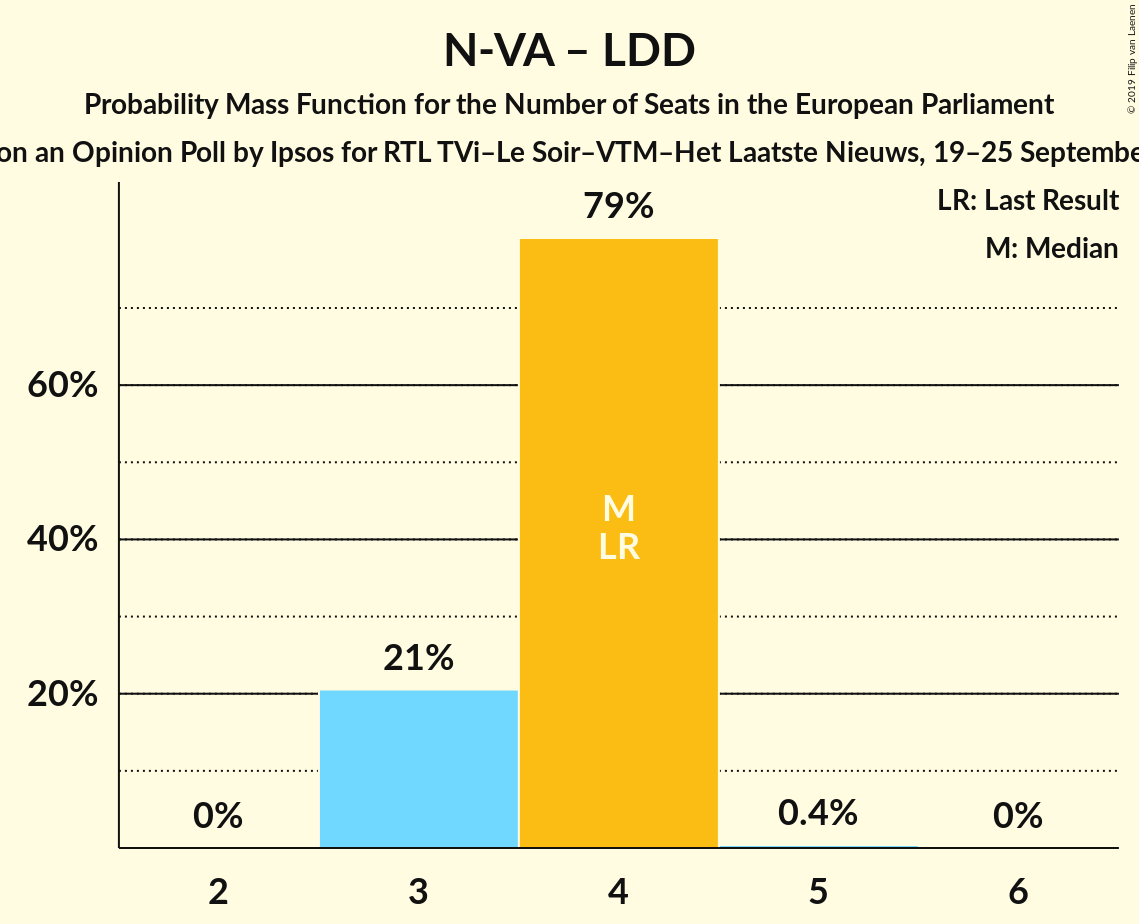 N-VA – LDD
Probability Mass Function for the Number of Seats in the European Parliament
on an Opinion Poll by Ipsos for RTL TVi–Le Soir–VTM–Het Laatste Nieuws, 19–25 Septembe
© 2019 Filip van Laenen
LR: Last Result
M: Median
79%
60%
M
40%
LR
21%
20%
0%
0.4%
0%
2 3 4 5 6